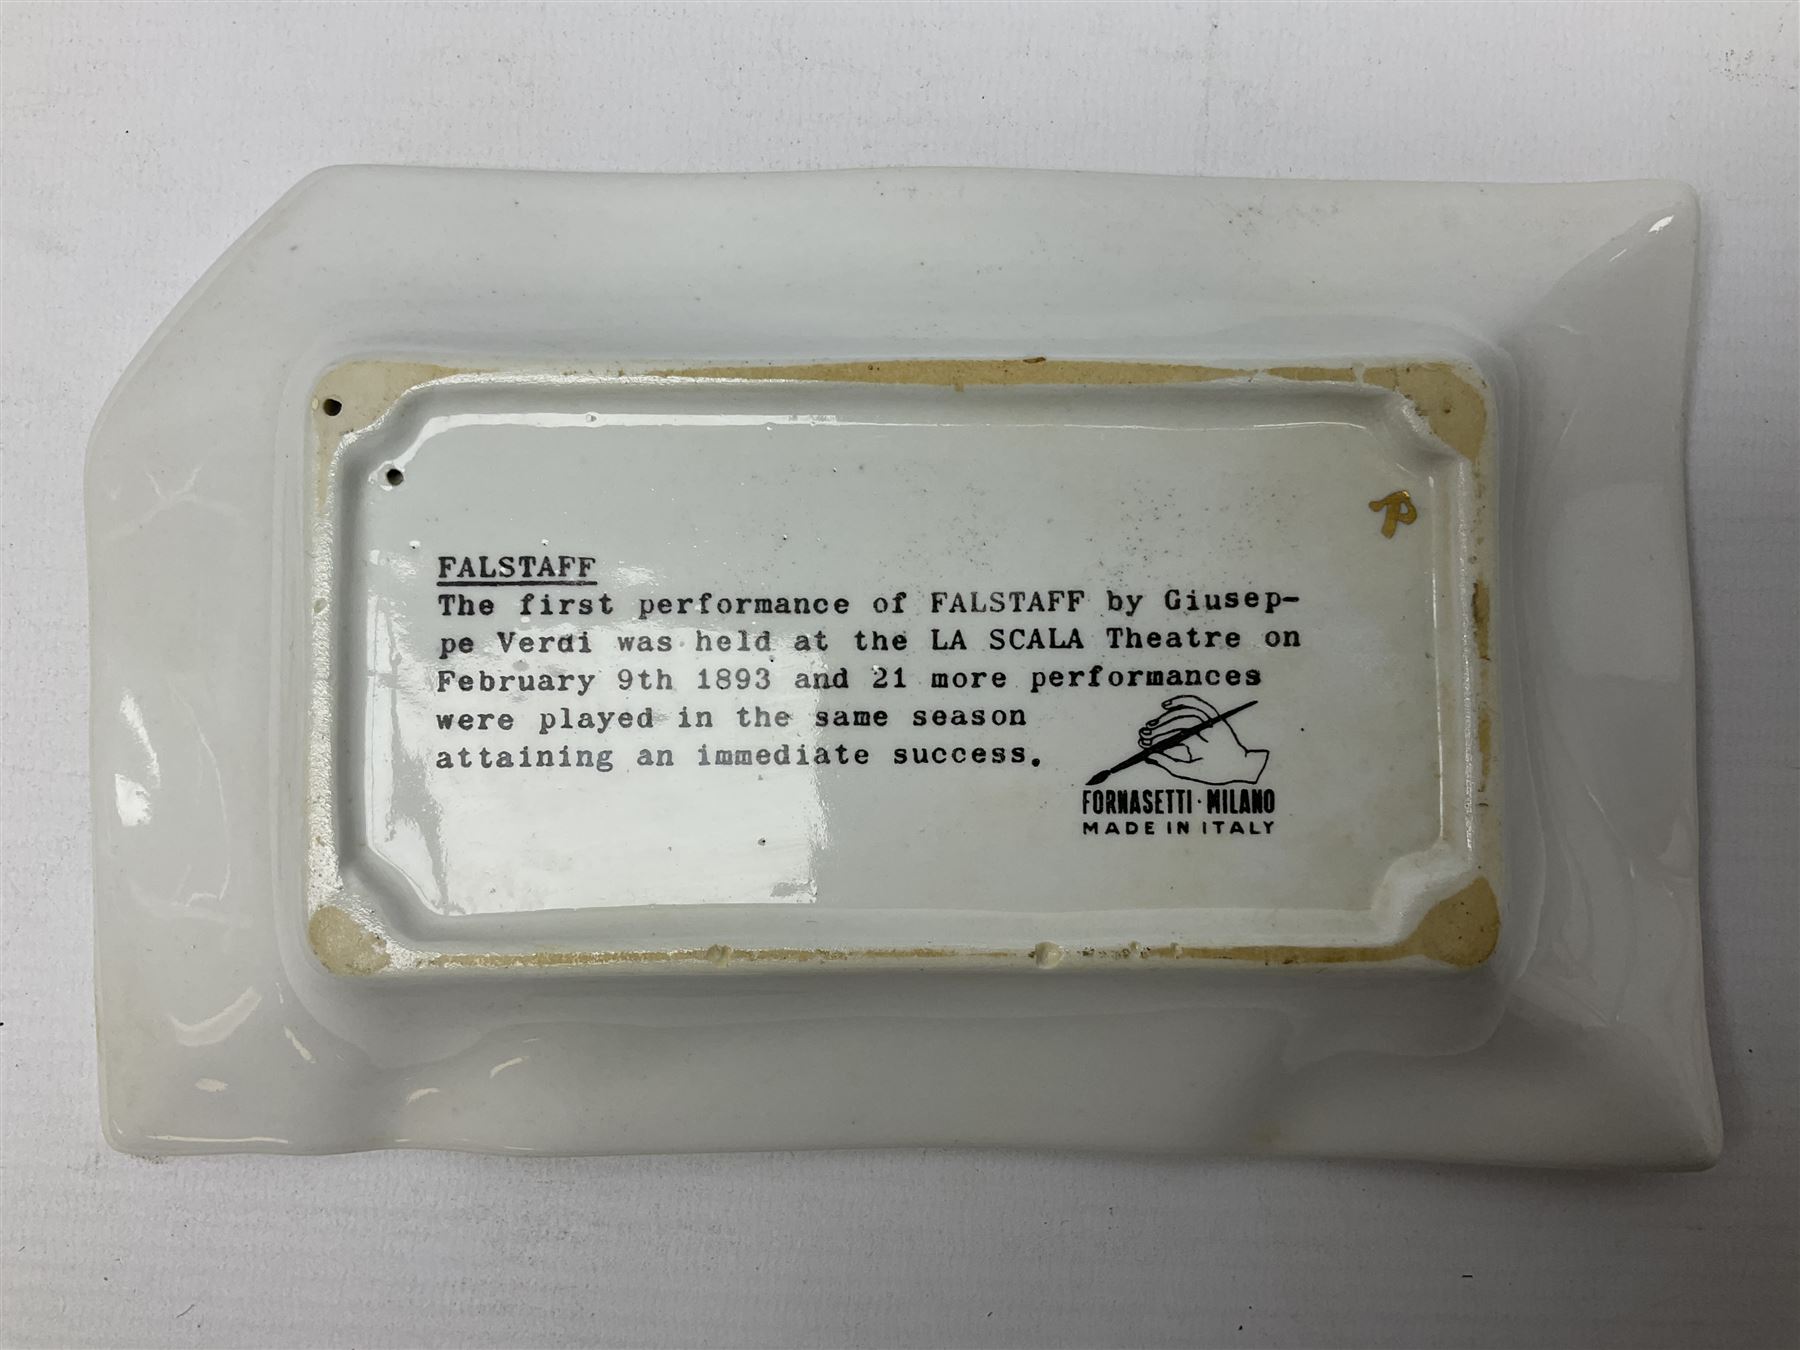 FALSTAFF
The first performance of FALSTAFF by Giusep-
pe Verdi was held at the LA SCALA Theatre on
February 9th 1893 and 21 more performances
were played in the same season
attaining an immediate success.
FORNASETTI · MILANO
MADE IN ITALY